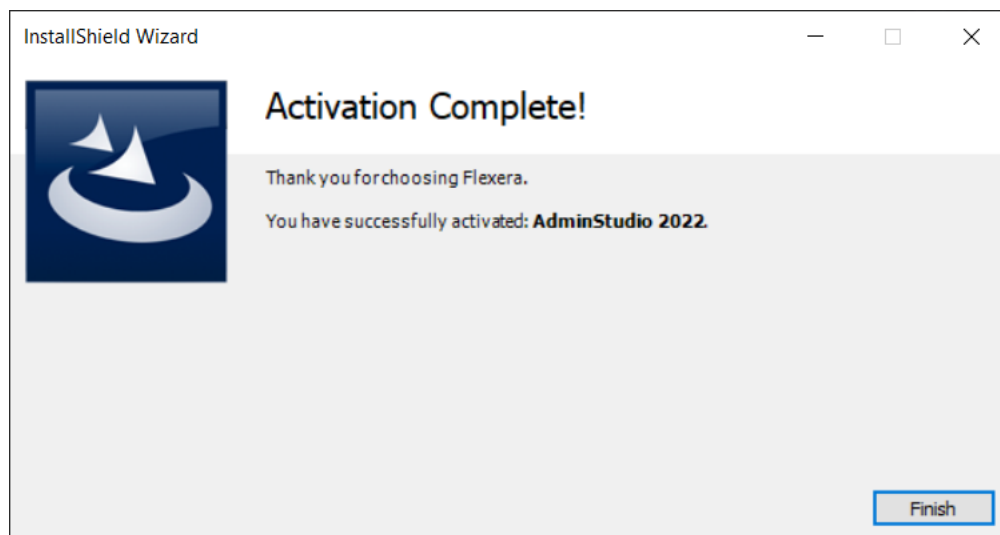 InstallShield Wizard
Activation Complete!
Thank you for choosing Flexera.
You have successfully activated: AdminStudio 2022.
Finish